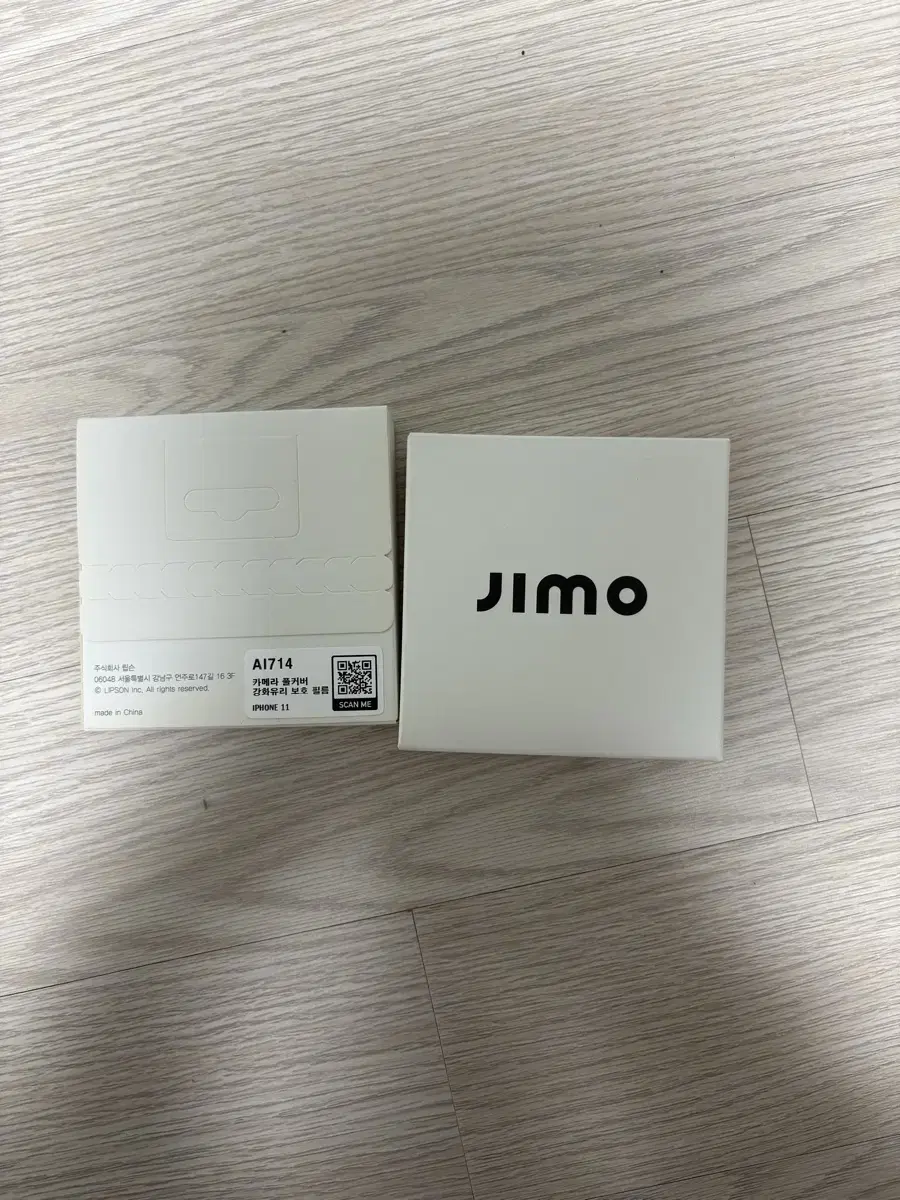 주식회사 립슨
06048 서울특별시 강남구 언주로147길 16 3F
© LIPSON Inc, All rights reserved.
made in China
AI714
카메라 풀커버
강화유리 보호 필름
IPHONE 11
SCAN ME
JIMO